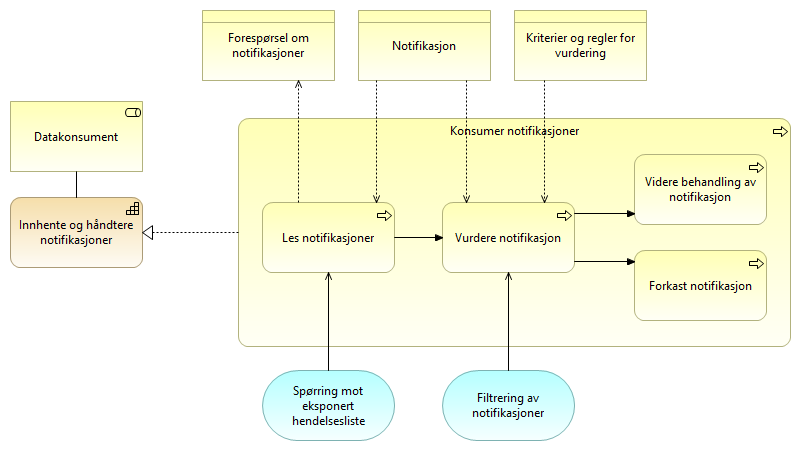 Forespørsel om
notifikasjoner
Notifikasjon
Kriterier og regler for
vurdering
Datakonsument
Konsumer notifikasjoner
Innhente og håndtere
notifikasjoner
Les notifikasjoner
Vurdere notifikasjon
Videre behandling av
notifikasjon
Forkast notifikasjon
Spørring mot
eksponert
hendelsesliste
Filtrering av
notifikasjoner